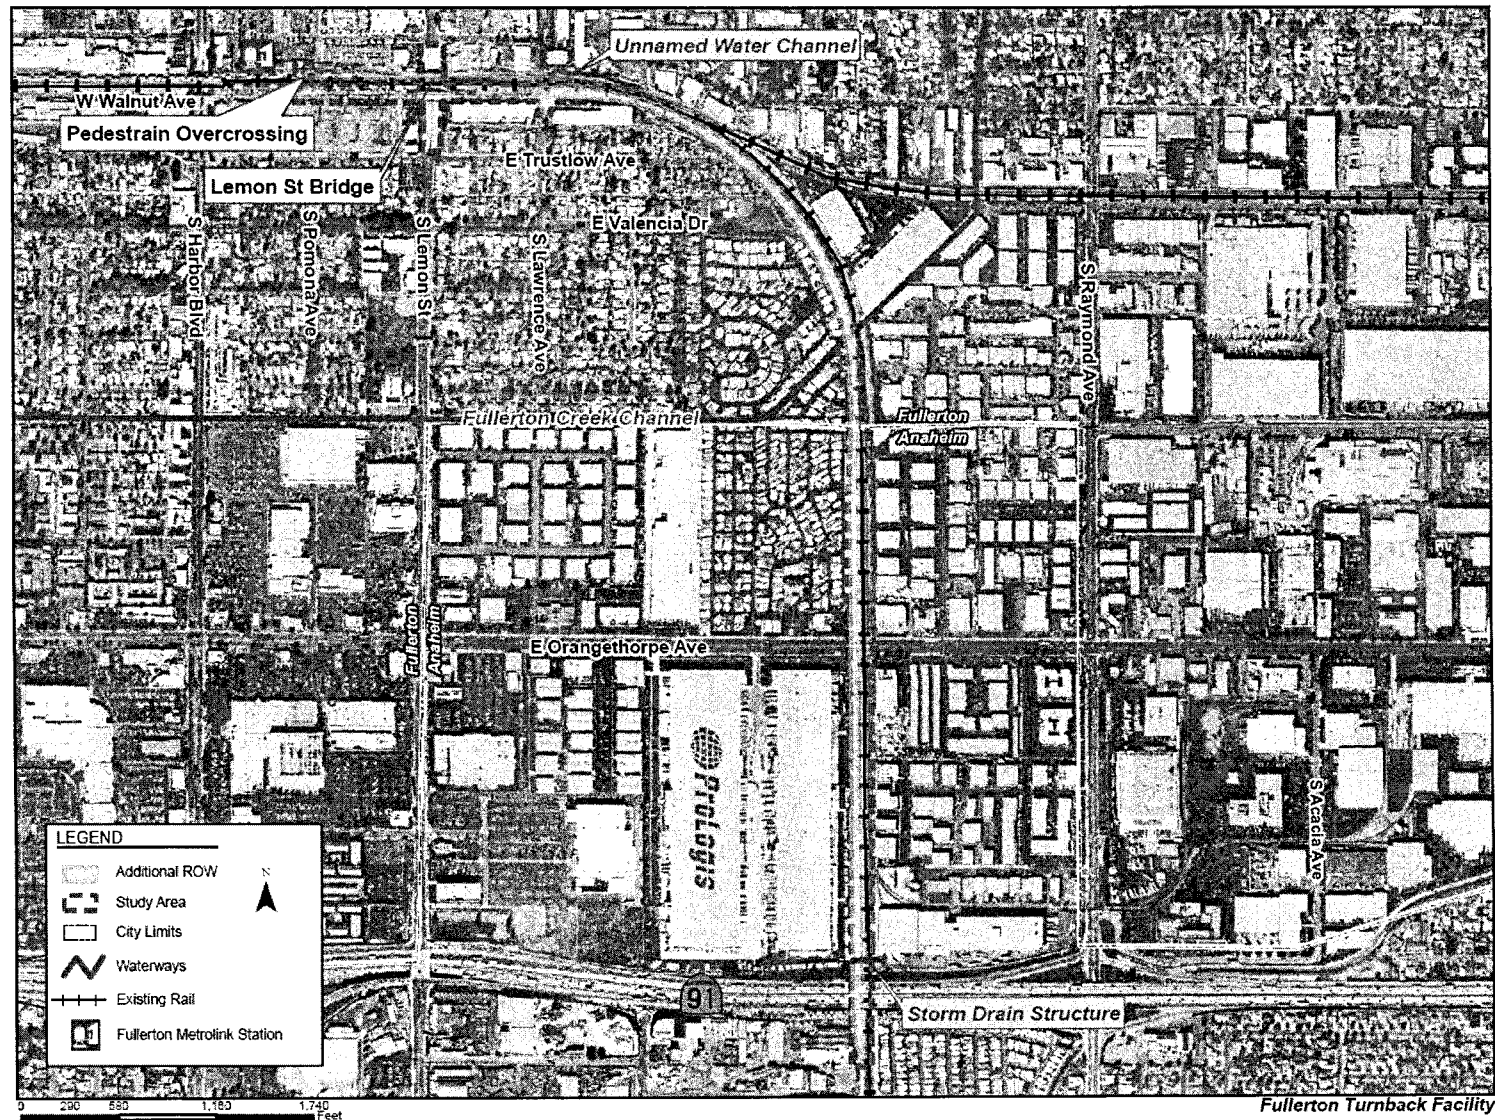 Unnamed Water Channel
W Walnut Ave
Pedestrain Overcrossing
E Trustlow Ave
Lemon St Bridge
S Harbor Blvd
S Pomona Ave
S Lemon St
S Lawrence Ave
E Valencia Dr
S Raymond Ave
Fullerton Creek Channel
Fullerton
Anaheim
Fullerton
Anaheim
E Orangethorpe Ave
PROLOGIS
S Acacia Ave
91
Storm Drain Structure
LEGEND
Additional ROW
N
Study Area
City Limits
Waterways
Existing Rail
Fullerton Metrolink Station
0 290 580 1,160 1,740
Feet
Fullerton Turnback Facility